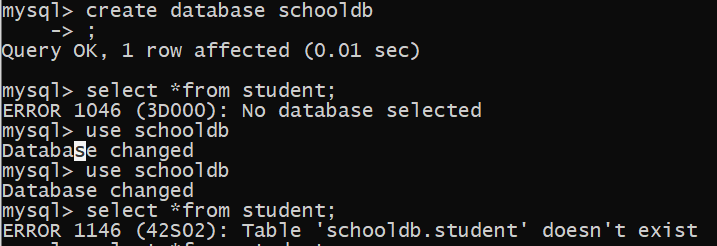 mysql> create database schooldb
    -> ;
Query OK, 1 row affected (0.01 sec)
mysql> select *from student;
ERROR 1046 (3D000): No database selected
mysql> use schooldb
Database changed
mysql> use schooldb
Database changed
mysql> select *from student;
ERROR 1146 (42S02): Table 'schooldb.student' doesn't exist